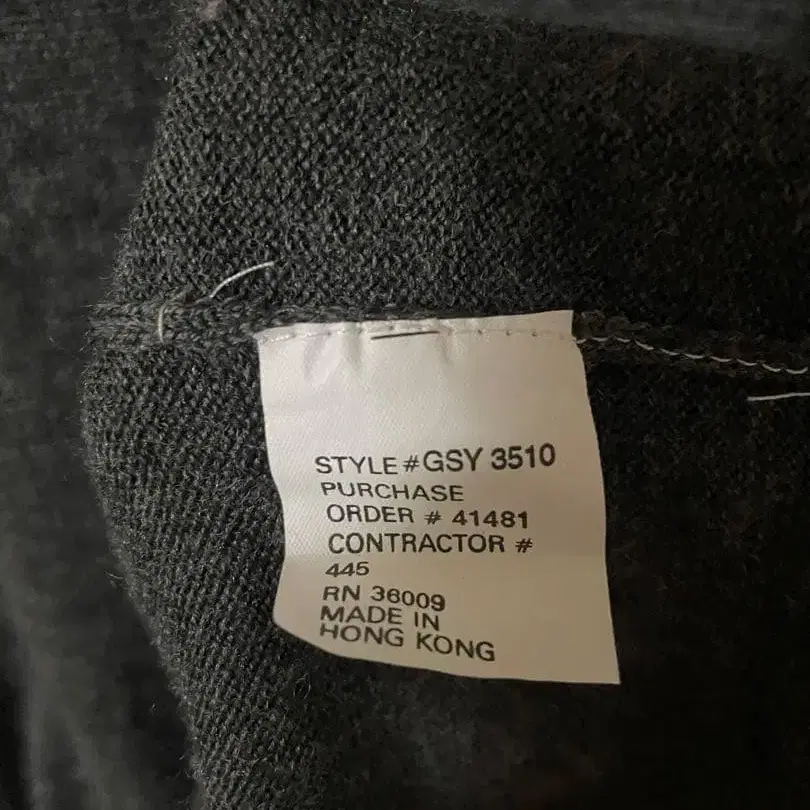 STYLE #GSY 3510
PURCHASE
ORDER # 41481
CONTRACTOR #
445
RN 36009
MADE IN
HONG KONG